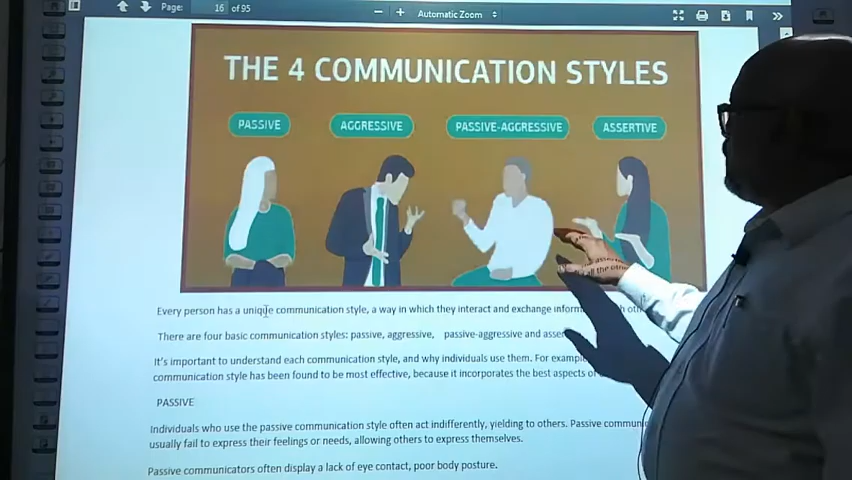 Page: 16 of 95
Automatic Zoom
THE 4 COMMUNICATION STYLES
PASSIVE AGGRESSIVE PASSIVE-AGGRESSIVE ASSERTIVE
Every person has a unique communication style, a way in which they interact and exchange
There are four basic communication styles: passive, aggressive, passive-aggressive and
It's important to understand each communication style, and why individuals use them. For
communication style has been found to be most effective, because it incorporates the best aspects
PASSIVE
Individuals who use the passive communication style often act indifferently, yielding to others. Passive
usually fail to express their feelings or needs, allowing others to express themselves.
Passive communicators often display a lack of eye contact, poor body posture.